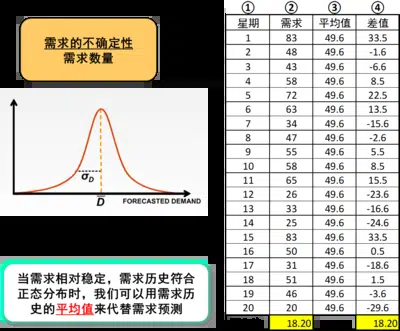 需求的不确定性
需求数量
σD
D
FORECASTED DEMAND
当需求相对稳定，需求历史符合
正态分布时，我们可以用需求历
史的平均值来代替需求预测
① ② ③ ④
星期 需求 平均值 差值
1 83 49.6 33.5
2 48 49.6 -1.6
3 43 49.6 -6.6
4 58 49.6 8.5
5 72 49.6 22.5
6 63 49.6 13.5
7 34 49.6 -15.6
8 47 49.6 -2.6
9 55 49.6 5.5
10 58 49.6 8.5
11 65 49.6 15.5
12 26 49.6 -23.6
13 33 49.6 -16.6
14 25 49.6 -24.6
15 83 49.6 33.5
16 50 49.6 0.5
17 31 49.6 -18.6
18 51 49.6 1.5
19 46 49.6 -3.6
20 20 49.6 -29.6
18.20 18.20